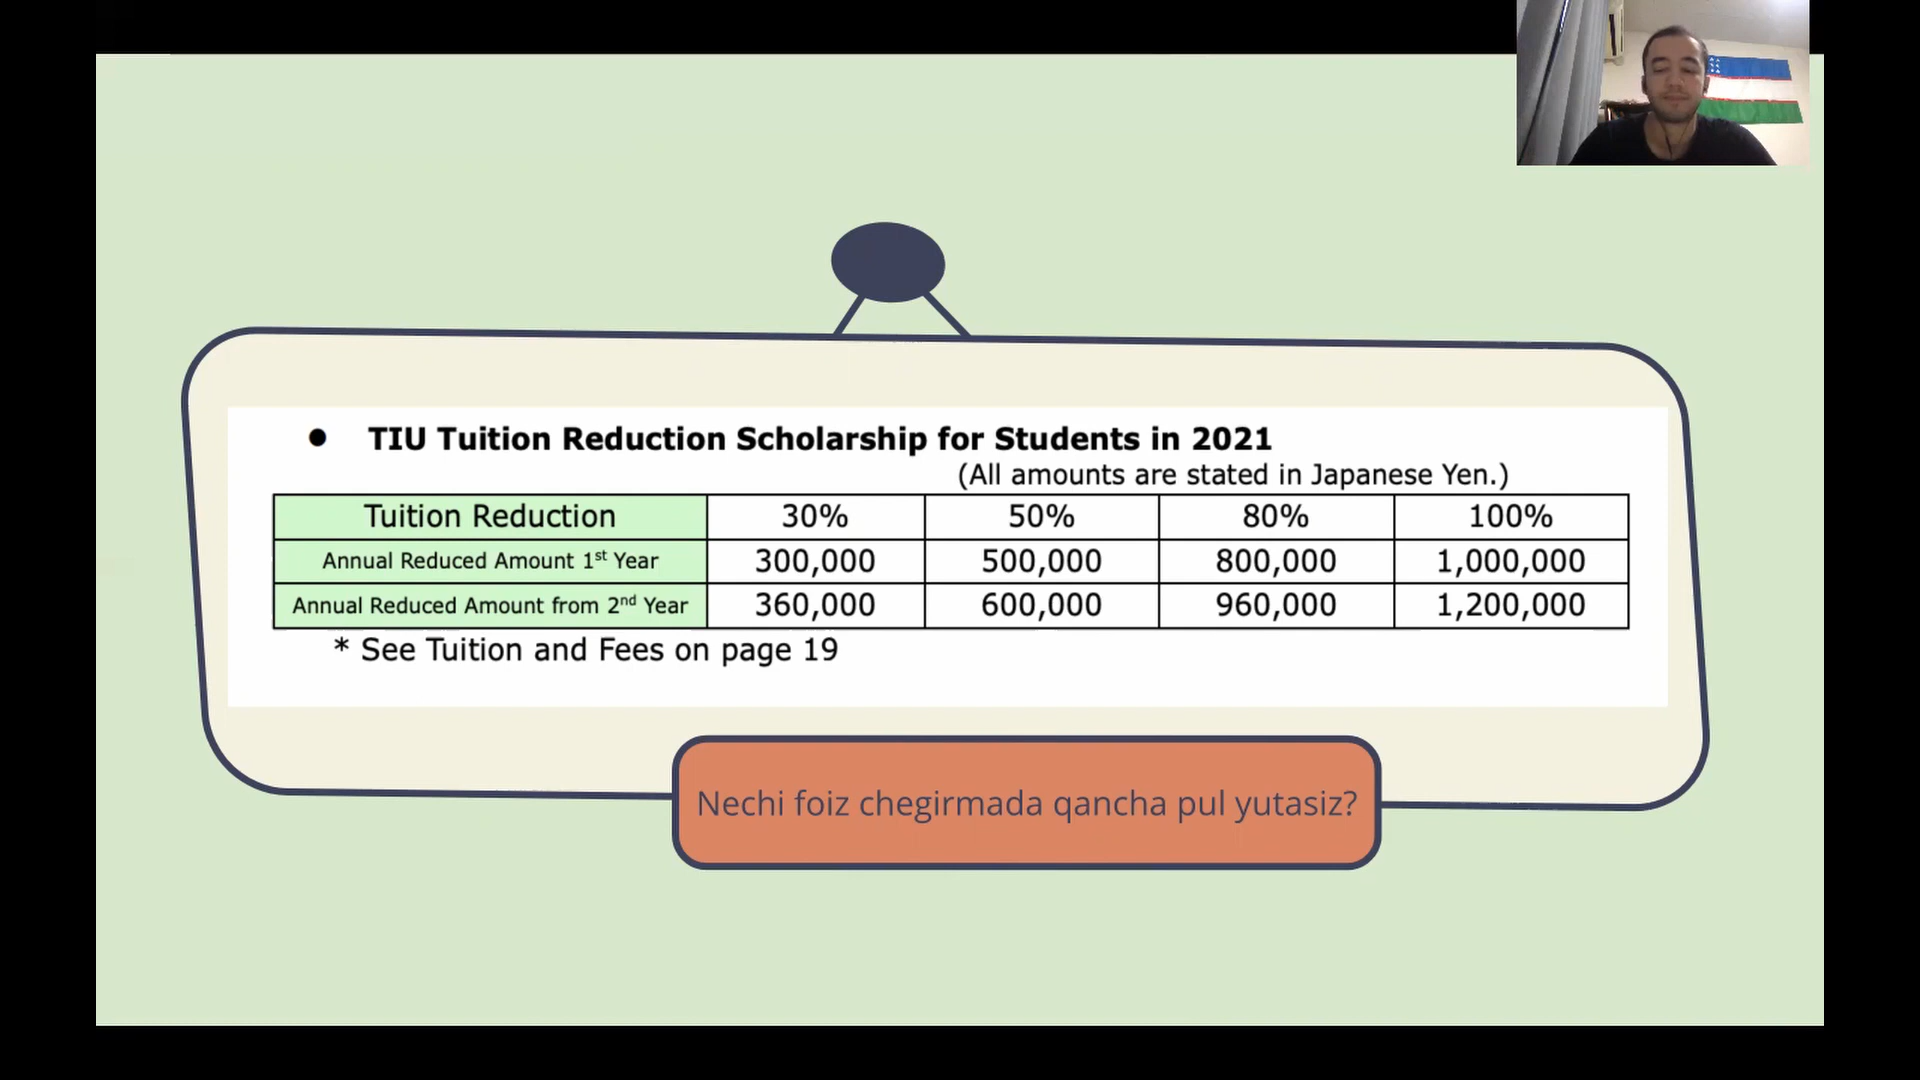 ● TIU Tuition Reduction Scholarship for Students in 2021
(All amounts are stated in Japanese Yen.)
Tuition Reduction 30% 50% 80% 100%
Annual Reduced Amount 1st Year 300,000 500,000 800,000 1,000,000
Annual Reduced Amount from 2nd Year 360,000 600,000 960,000 1,200,000
* See Tuition and Fees on page 19
Nechi foiz chegirmada qancha pul yutasiz?